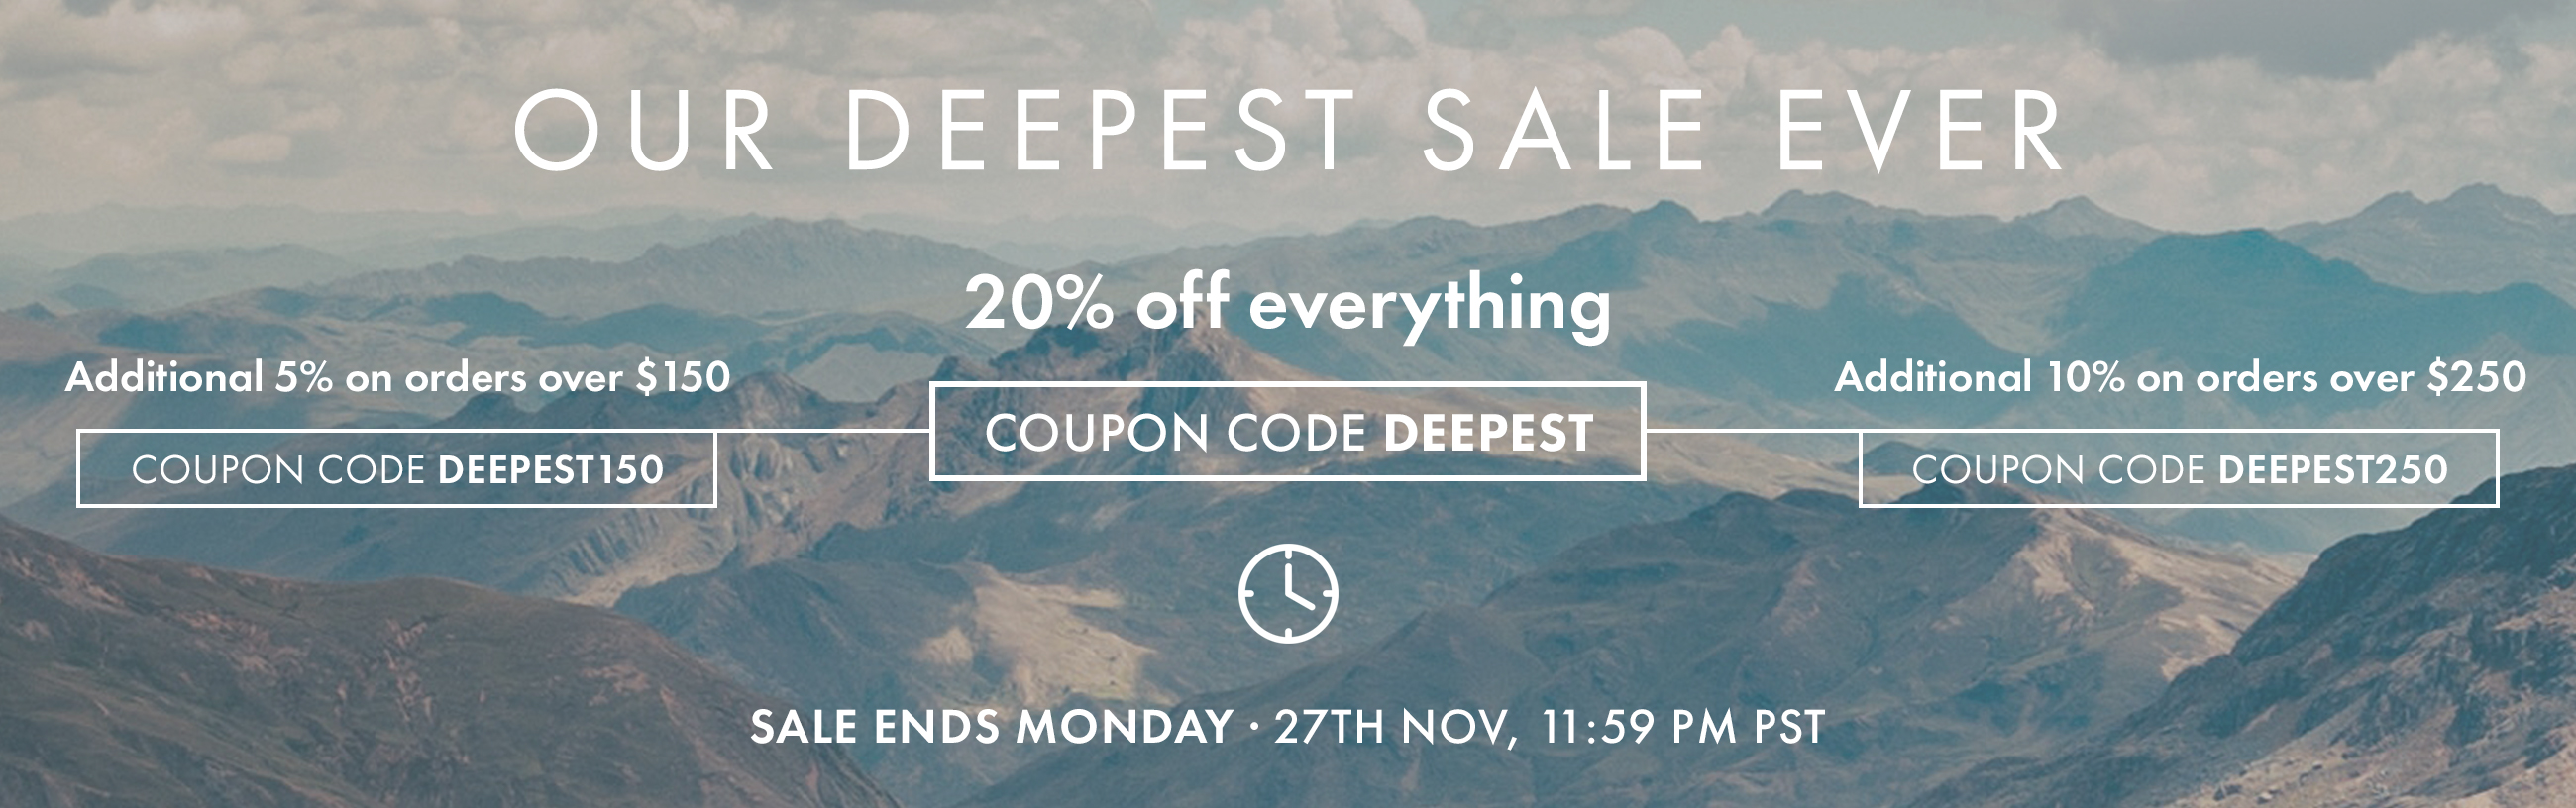 OUR DEEPEST SALE EVER
20% off everything
COUPON CODE DEEPEST
Additional 5% on orders over $150
COUPON CODE DEEPEST150
Additional 10% on orders over $250
COUPON CODE DEEPEST250
SALE ENDS MONDAY · 27TH NOV, 11:59 PM PST